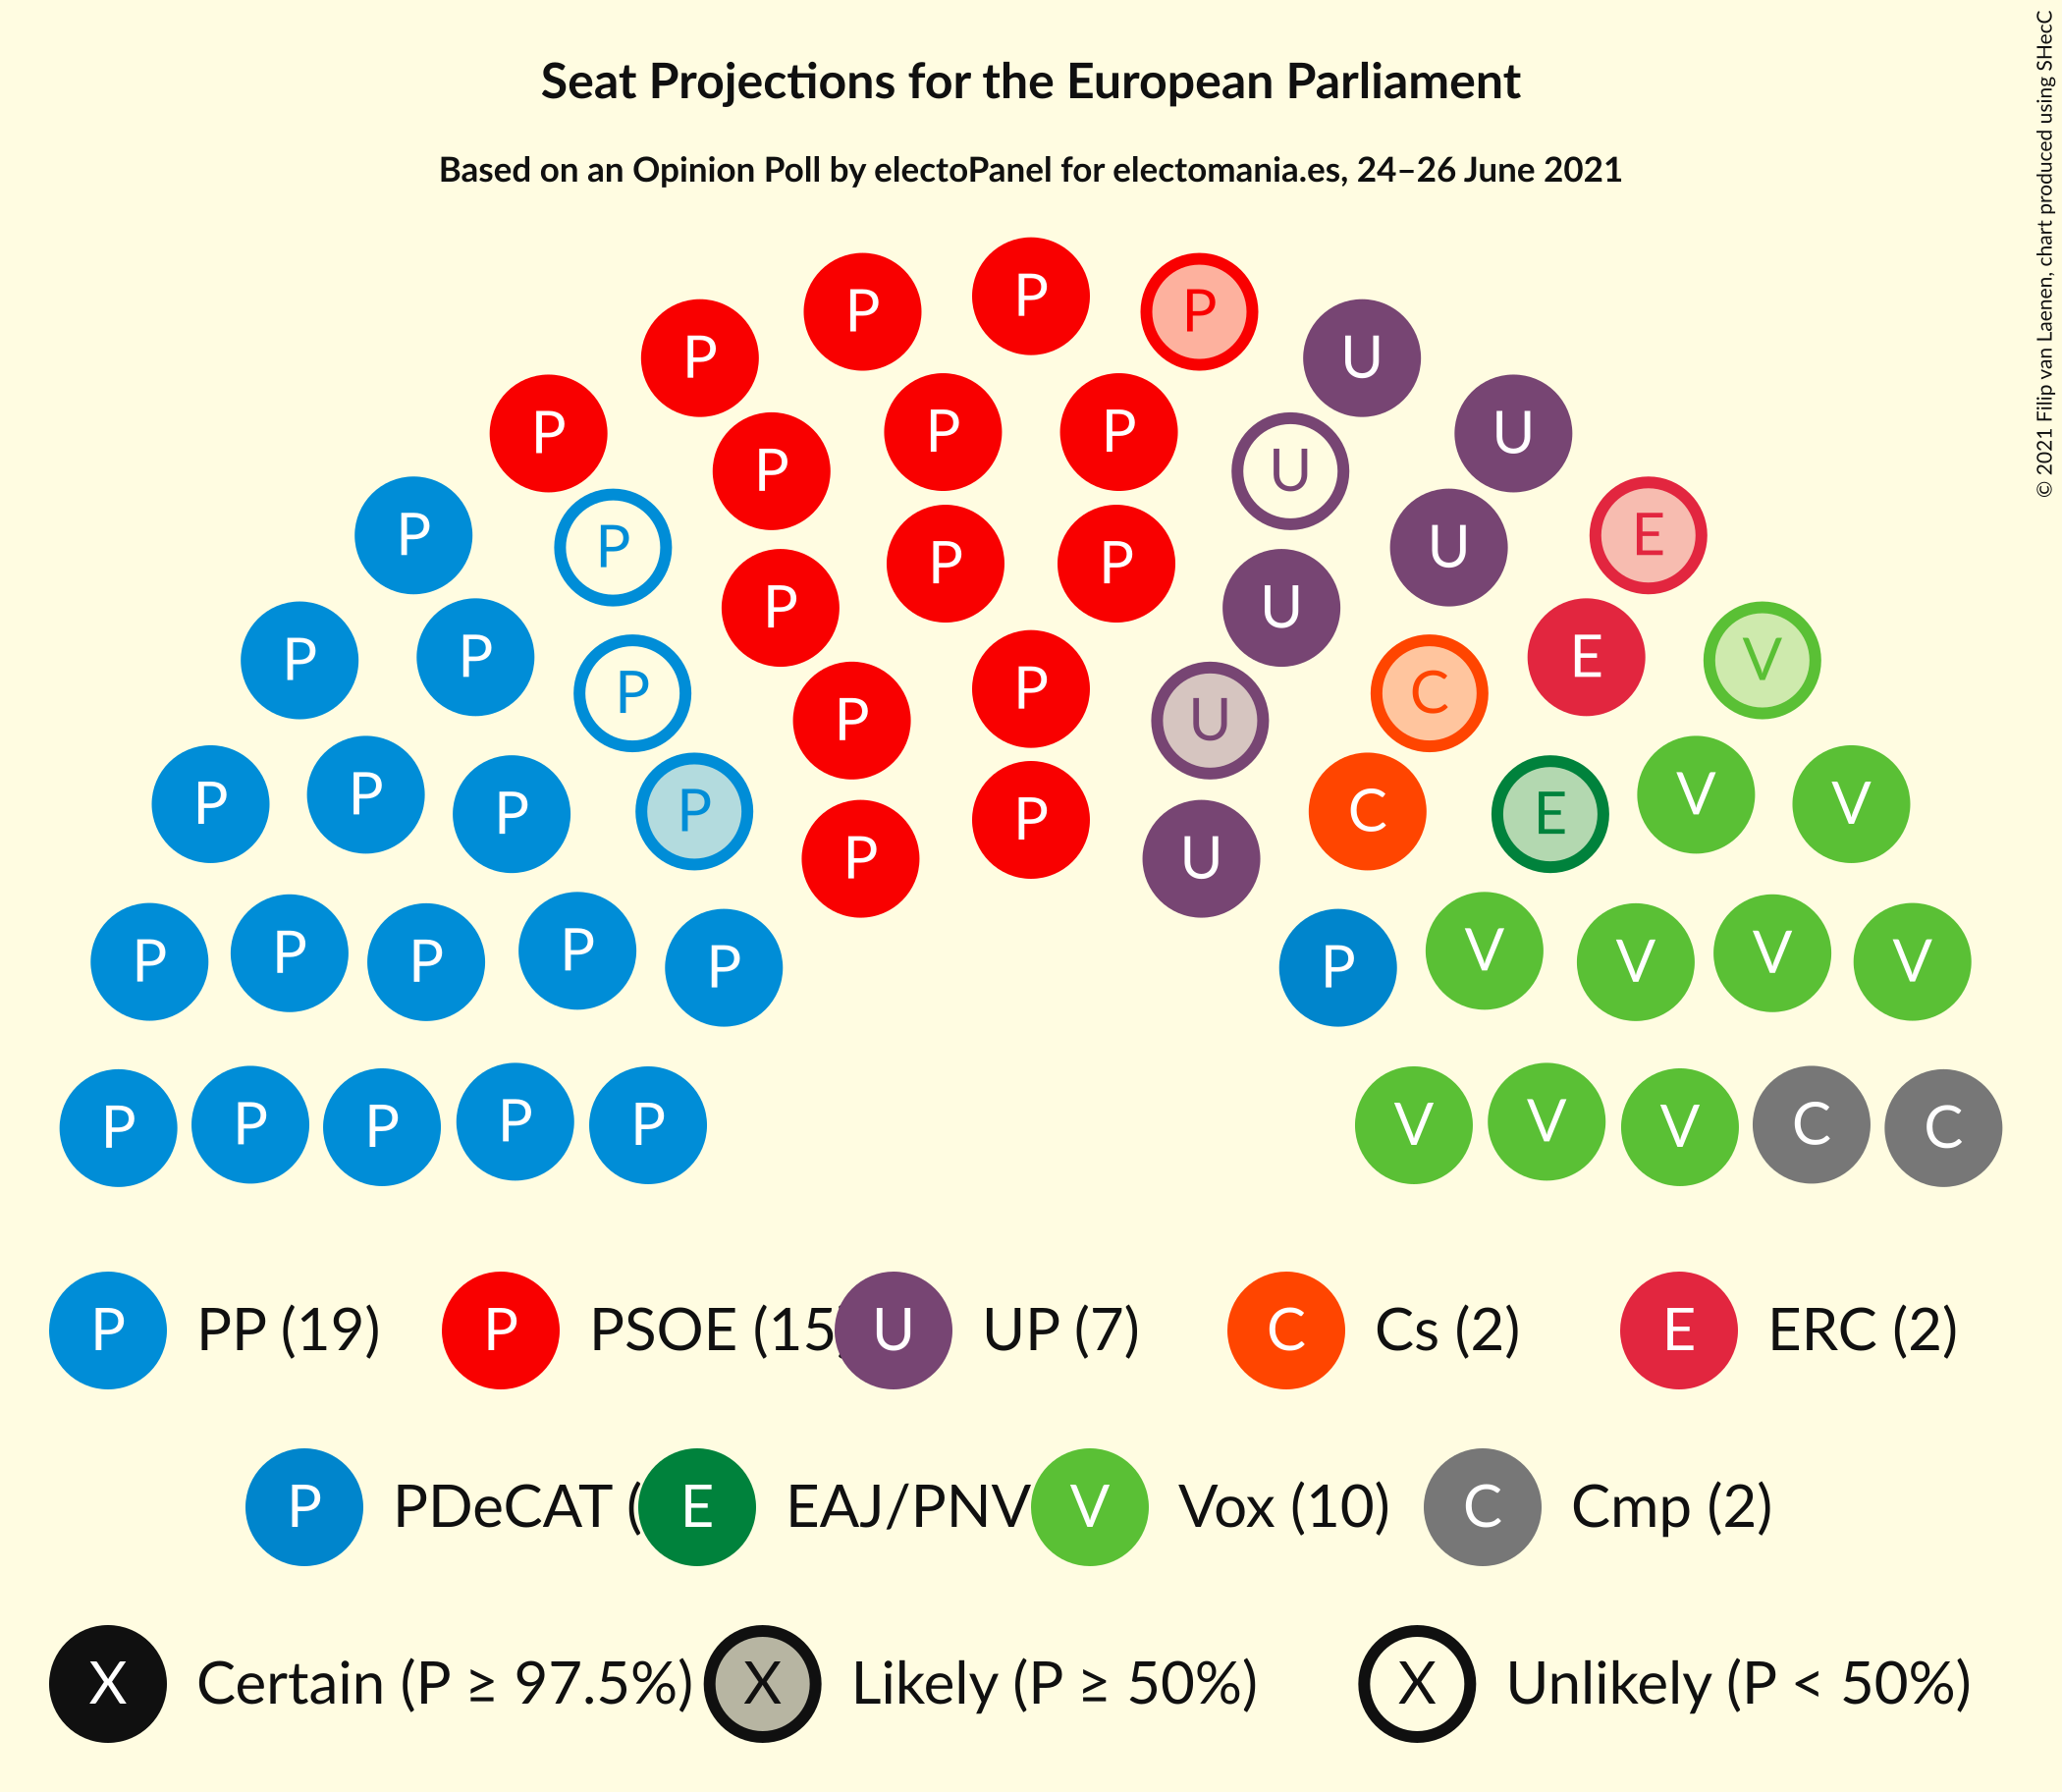 Seat Projections for the European Parliament
Based on an Opinion Poll by electoPanel for electomania.es, 24–26 June 2021
© 2021 Filip van Laenen, chart produced using SHecC
P P P
P U
P P P U
P U
P P P P U E
P U
P P P P C E V
P U
P P P P P C E V V
P U
P P P P P P V V V V
P P P P P V V V C C
P PP (19) P PSOE (15 U UP (7) C Cs (2) E ERC (2)
P PDeCAT ( E EAJ/PNV V Vox (10) C Cmp (2)
X Certain (P ≥ 97.5%) X Likely (P ≥ 50%) X Unlikely (P < 50%)